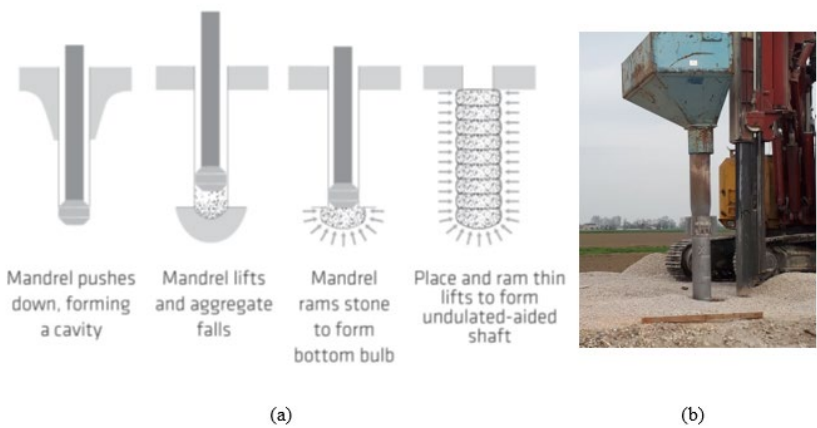 Mandrel pushes
down, forming
a cavity
Mandrel lifts
and aggregate
falls
Mandrel
rams stone
to form
bottom bulb
Place and ram thin
lifts to form
undulated-aided
shaft
(a)
(b)